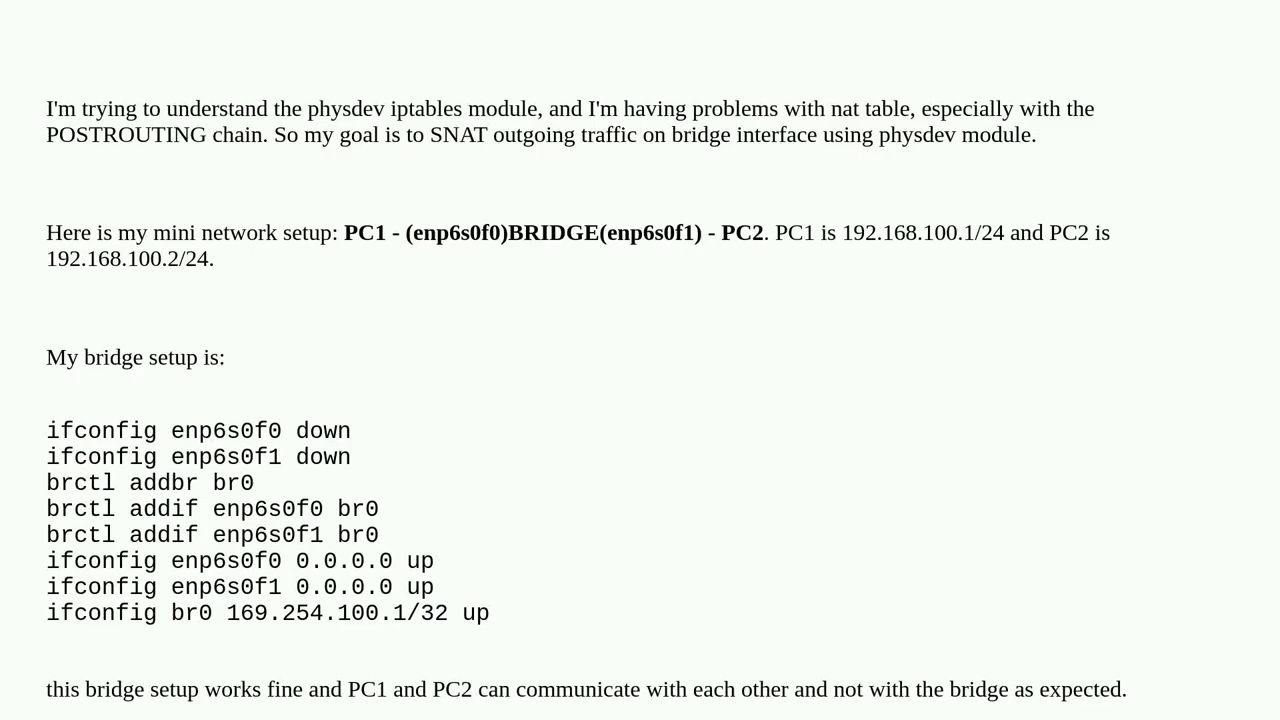 I'm trying to understand the physdev iptables module, and I'm having problems with nat table, especially with the
POSTROUTING chain. So my goal is to SNAT outgoing traffic on bridge interface using physdev module.
Here is my mini network setup: PC1 - (enp6s0f0)BRIDGE(enp6s0f1) - PC2. PC1 is 192.168.100.1/24 and PC2 is
192.168.100.2/24.
My bridge setup is:
ifconfig enp6s0f0 down
ifconfig enp6s0f1 down
brctl addbr br0
brctl addif enp6s0f0 br0
brctl addif enp6s0f1 br0
ifconfig enp6s0f0 0.0.0.0 up
ifconfig enp6s0f1 0.0.0.0 up
ifconfig br0 169.254.100.1/32 up
this bridge setup works fine and PC1 and PC2 can communicate with each other and not with the bridge as expected.